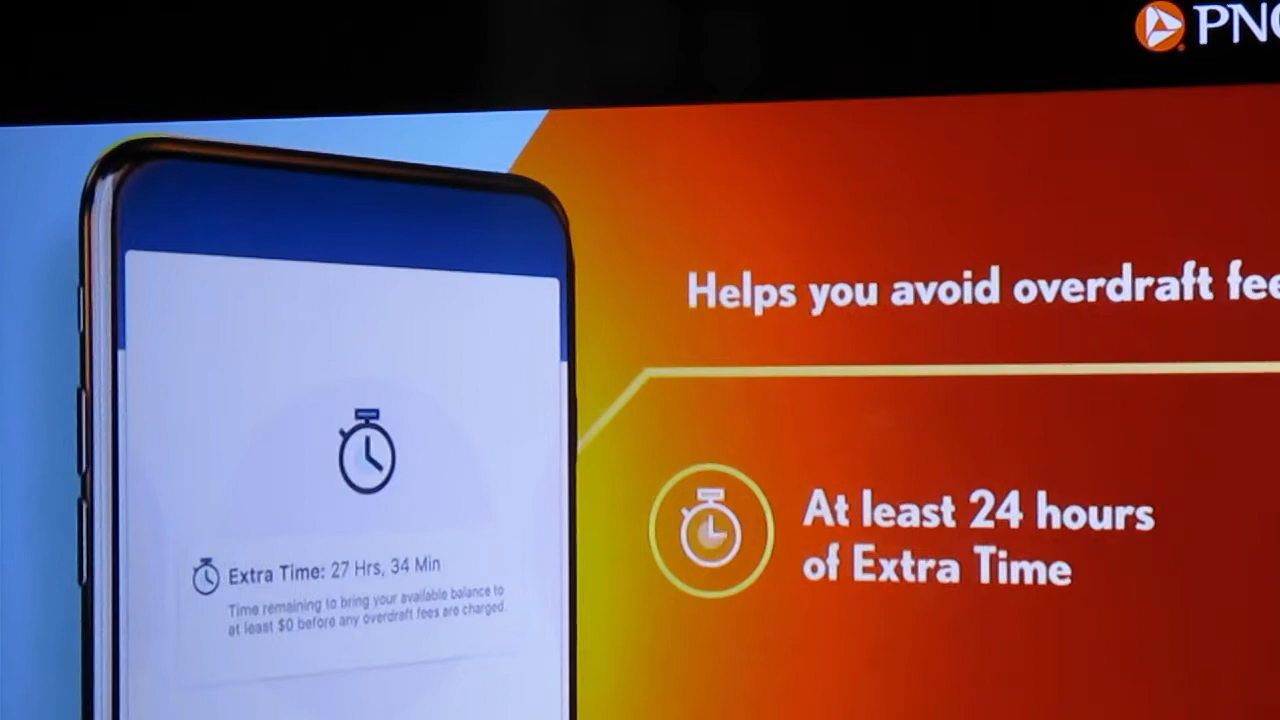 PNC
Helps you avoid overdraft fee
At least 24 hours
of Extra Time
Extra Time: 27 Hrs, 34 Min
Time remaining to bring your available balance to
at least $0 before any overdraft fees are charged.